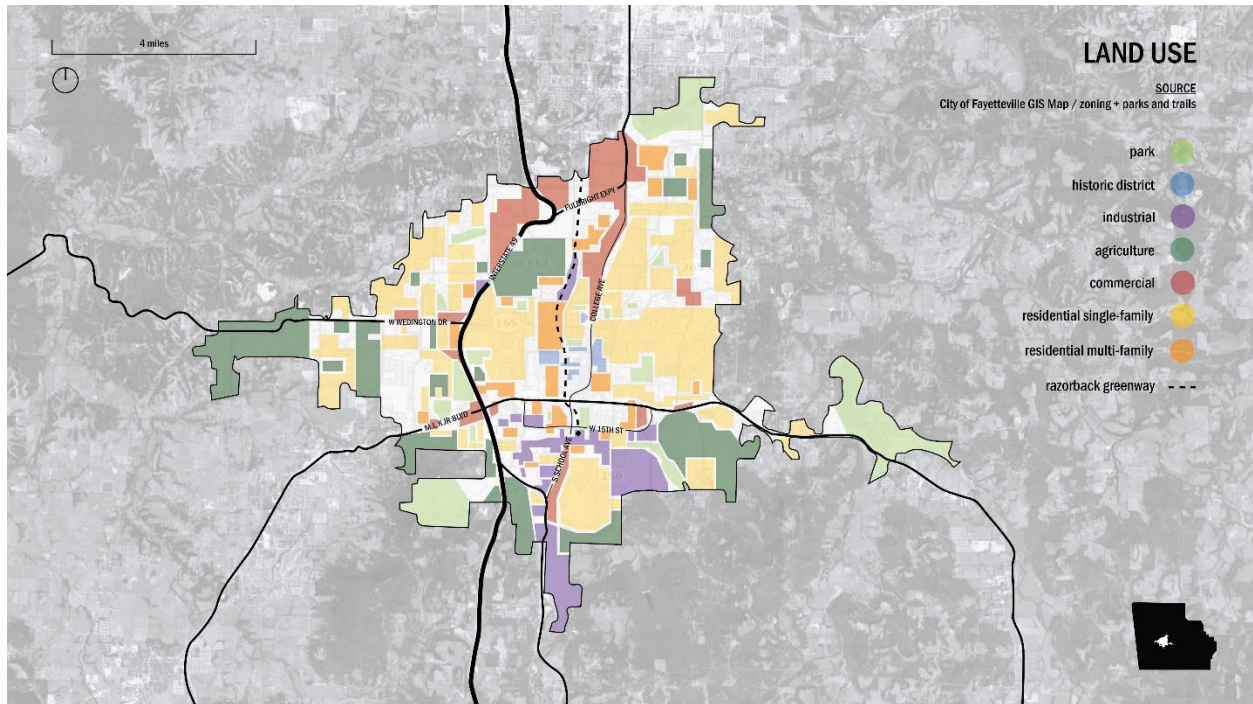 4 miles
LAND USE
SOURCE
City of Fayetteville GIS Map / zoning + parks and trails
park
historic district
industrial
agriculture
commercial
residential single-family
residential multi-family
razorback greenway
FULBRIGHT EXPY
INTERSTATE 49
COLLEGE AVE
W WEDINGTON DR
M.L.K JR BLVD
W 15TH ST
S SCHOOL AVE